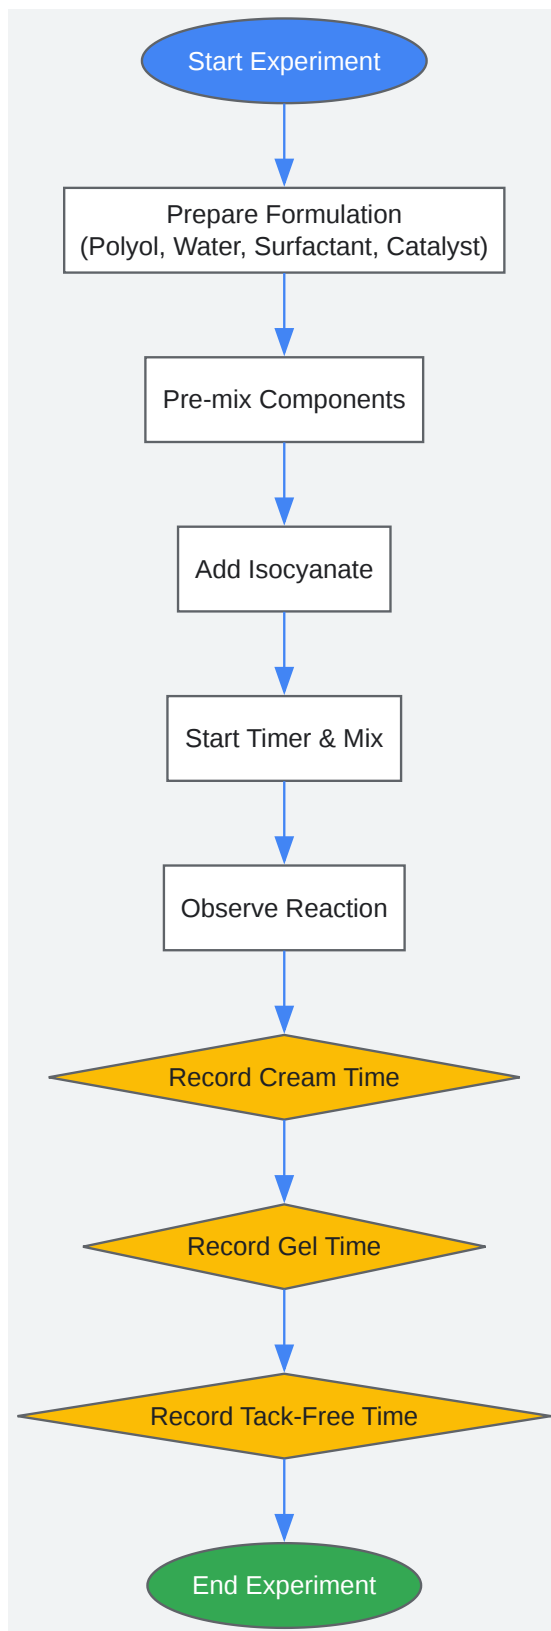 Start Experiment
Prepare Formulation
(Polyol, Water, Surfactant, Catalyst)
Pre-mix Components
Add Isocyanate
Start Timer & Mix
Observe Reaction
Record Cream Time
Record Gel Time
Record Tack-Free Time
End Experiment